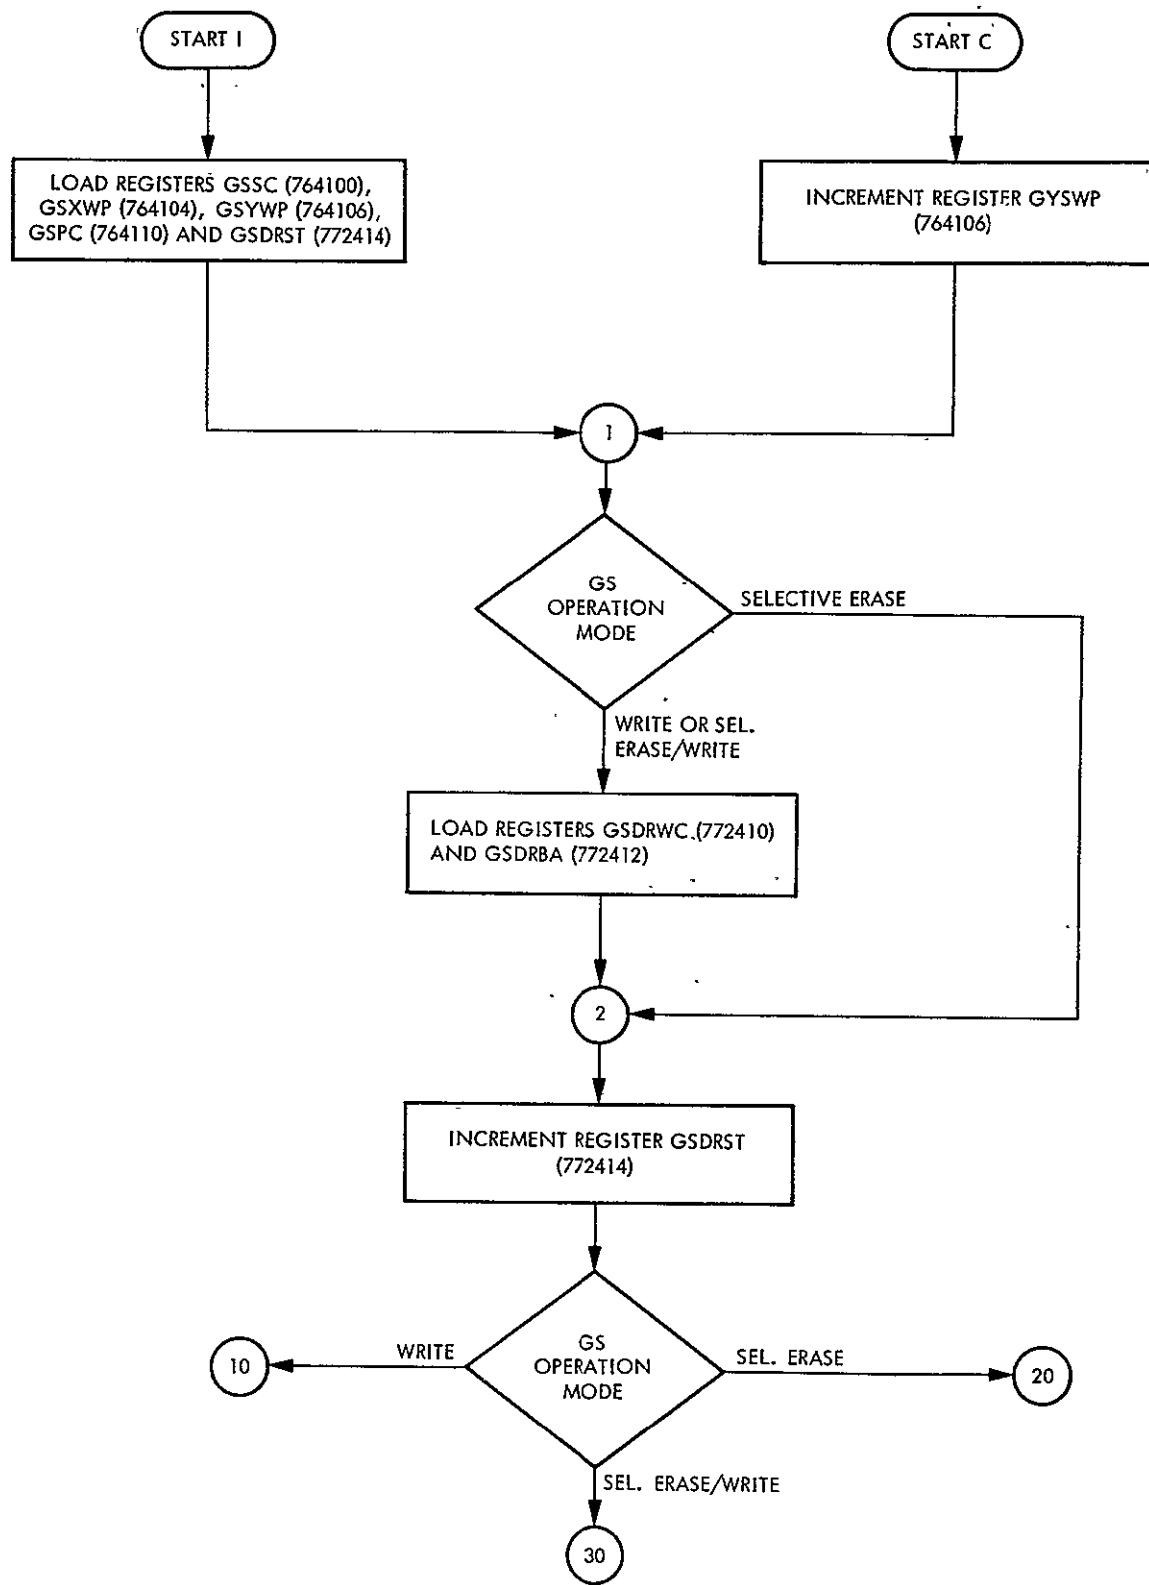 START I
START C
LOAD REGISTERS GSSC (764100),
GSXWP (764104), GSYWP (764106),
GSPC (764110) AND GSDRST (772414)
INCREMENT REGISTER GYSWP
(764106)
1
GS
OPERATION
MODE
SELECTIVE ERASE
WRITE OR SEL.
ERASE/WRITE
LOAD REGISTERS GSDRWC (772410)
AND GSDRBA (772412)
2
INCREMENT REGISTER GSDRST
(772414)
10
WRITE
GS
OPERATION
MODE
SEL. ERASE
20
SEL. ERASE/WRITE
30